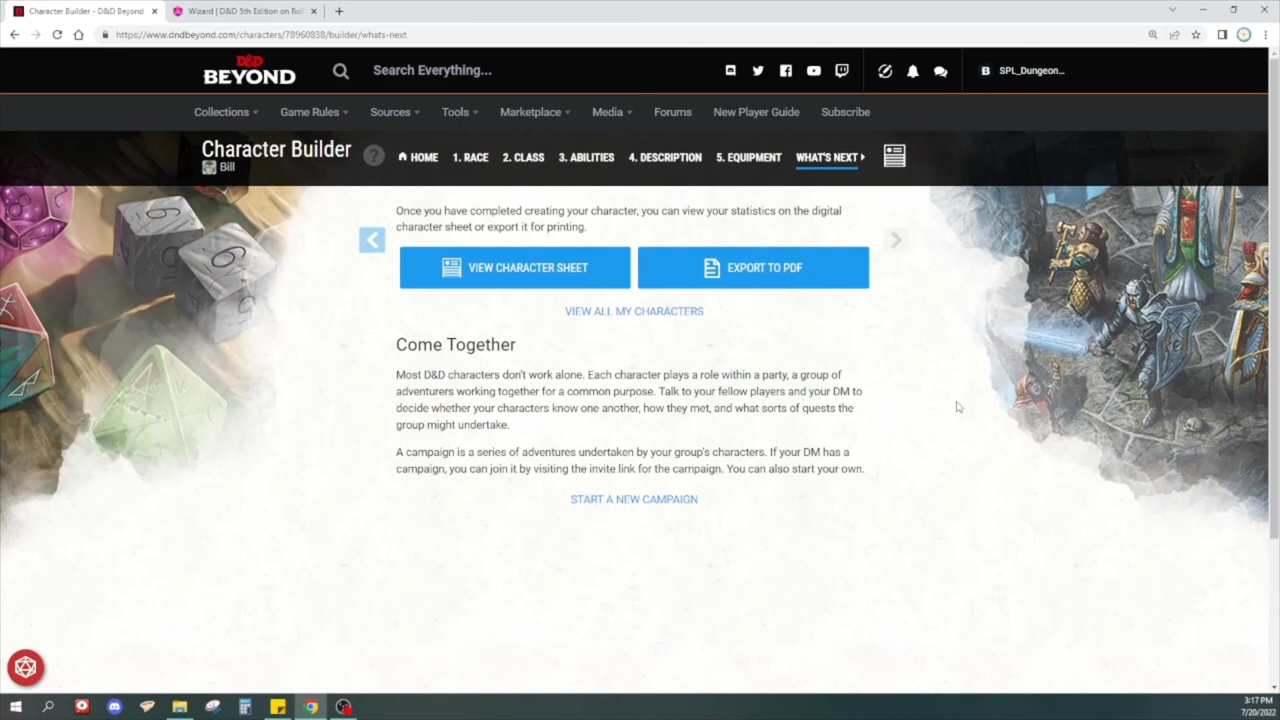 Character Builder - D&D Beyond
Wizard | D&D 5th Edition on Roll
https://www.dndbeyond.com/characters/78960838/builder/whats-next
D&D
BEYOND
Search Everything...
B SPL_Dungeon...
Collections Game Rules Sources Tools Marketplace Media Forums New Player Guide Subscribe
Character Builder
Bill
?
HOME 1. RACE 2. CLASS 3. ABILITIES 4. DESCRIPTION 5. EQUIPMENT WHAT'S NEXT
Once you have completed creating your character, you can view your statistics on the digital
character sheet or export it for printing.
VIEW CHARACTER SHEET
EXPORT TO PDF
VIEW ALL MY CHARACTERS
Come Together
Most D&D characters don't work alone. Each character plays a role within a party, a group of
adventurers working together for a common purpose. Talk to your fellow players and your DM to
decide whether your characters know one another, how they met, and what sorts of quests the
group might undertake.
A campaign is a series of adventures undertaken by your group's characters. If your DM has a
campaign, you can join it by visiting the invite link for the campaign. You can also start your own.
START A NEW CAMPAIGN
3:17 PM
7/20/2022